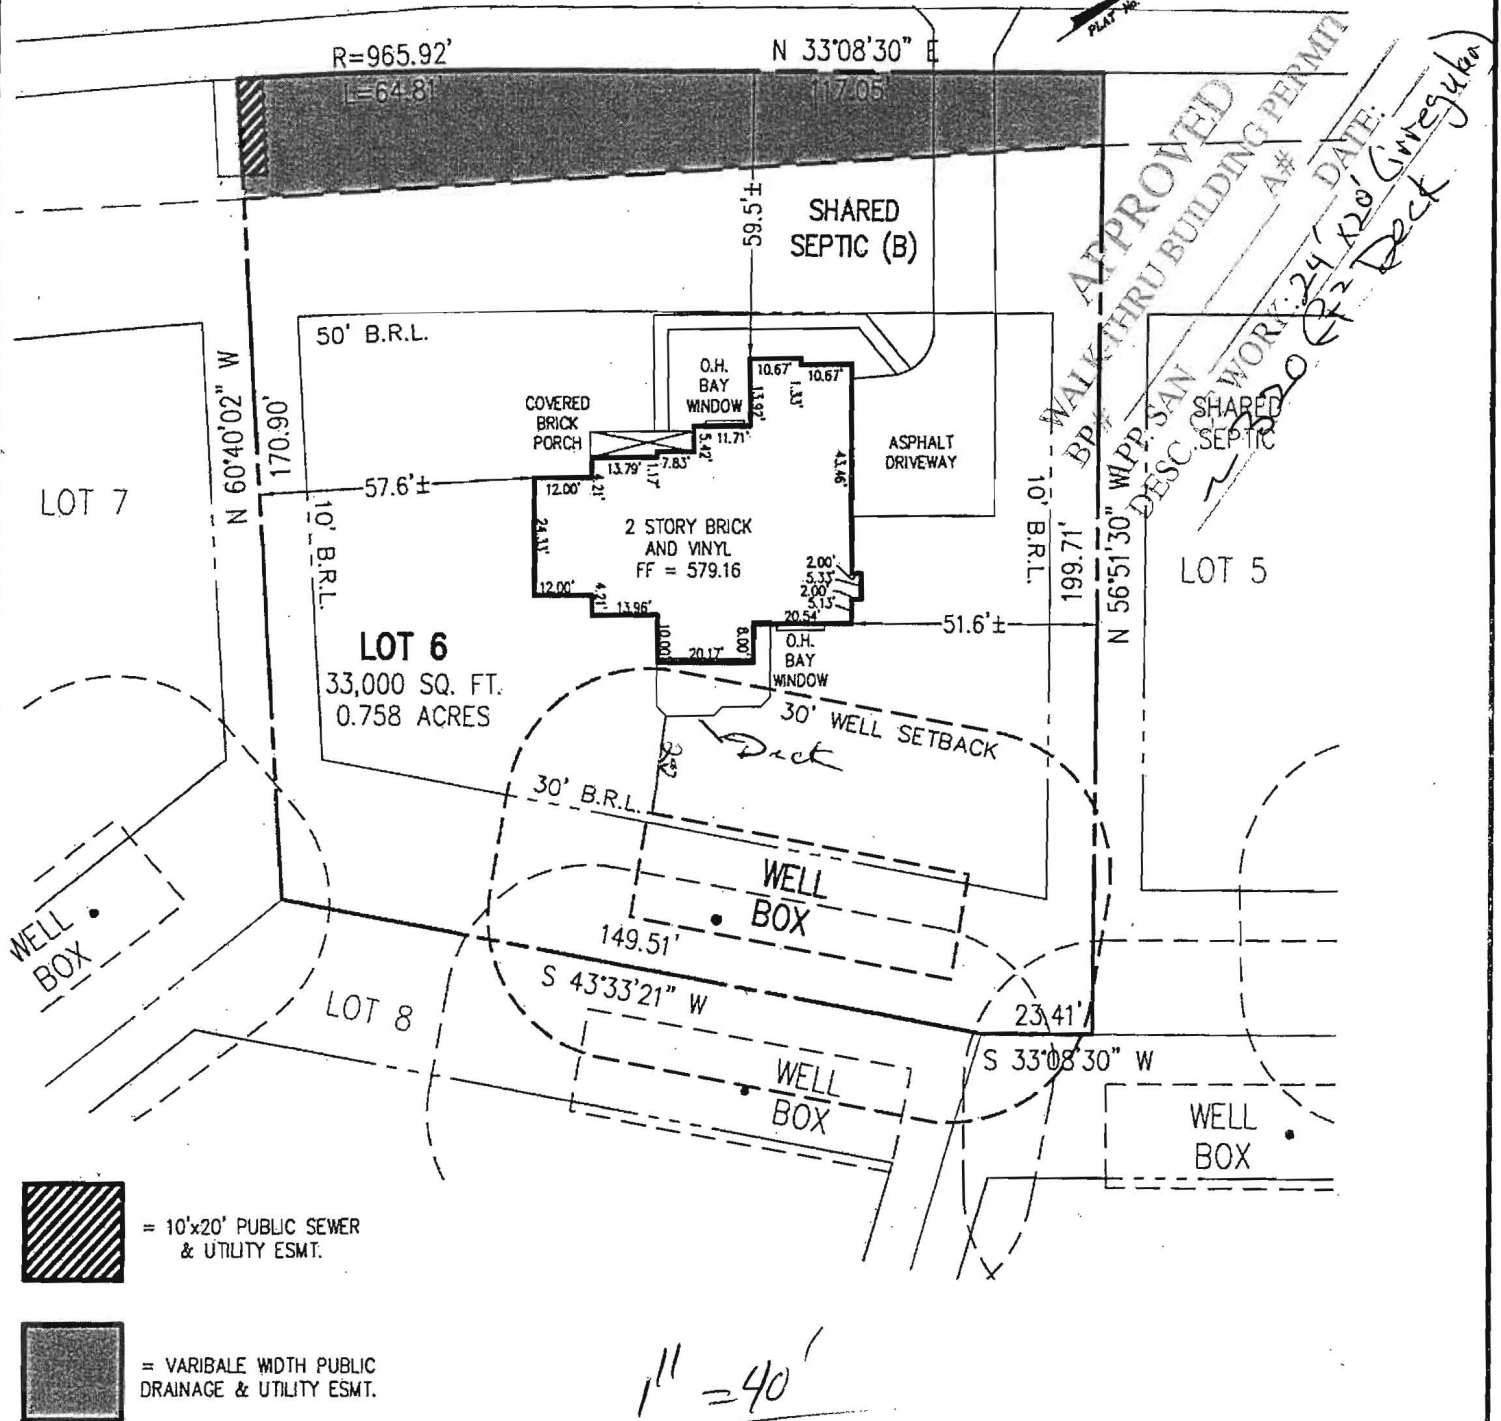 PLAT No.
R=965.92'
L=64.81'
N 33°08'30" E
117.05
APPROVED
WALK-THRU BUILDING PERMIT
BP# A#
APP. SAN DATE:
DESC. OF WORK: 24' x 20' (irregular)
~ 320 ft2 Deck
SHARED
SEPTIC (B)
59.5'±
50' B.R.L.
N 60°40'02" W
170.90'
LOT 7
57.6'±
10' B.R.L.
COVERED
BRICK
PORCH
O.H.
BAY
WINDOW
10.67'
10.67'
1.33'
13.92'
11.71'
5.42'
7.83'
1.17'
13.79'
4.21'
12.00'
24.33'
43.46'
ASPHALT
DRIVEWAY
2 STORY BRICK
AND VINYL
FF = 579.16
2.00'
5.33'
2.00'
5.13'
20.54'
12.00'
4.21'
13.96'
10.00'
20.17'
8.00'
O.H.
BAY
WINDOW
51.6'±
10' B.R.L.
199.71'
N 56°51'30" W
SHARED
SEPTIC
LOT 5
LOT 6
33,000 SQ. FT.
0.758 ACRES
30' WELL SETBACK
Deck
30' B.R.L.
WELL
BOX
WELL
BOX
149.51'
S 43°33'21" W
23.41'
S 33°08'30" W
LOT 8
WELL
BOX
WELL
BOX
= 10'x20' PUBLIC SEWER
& UTILITY ESMT.
= VARIBALE WIDTH PUBLIC
DRAINAGE & UTILITY ESMT.
1" = 40'